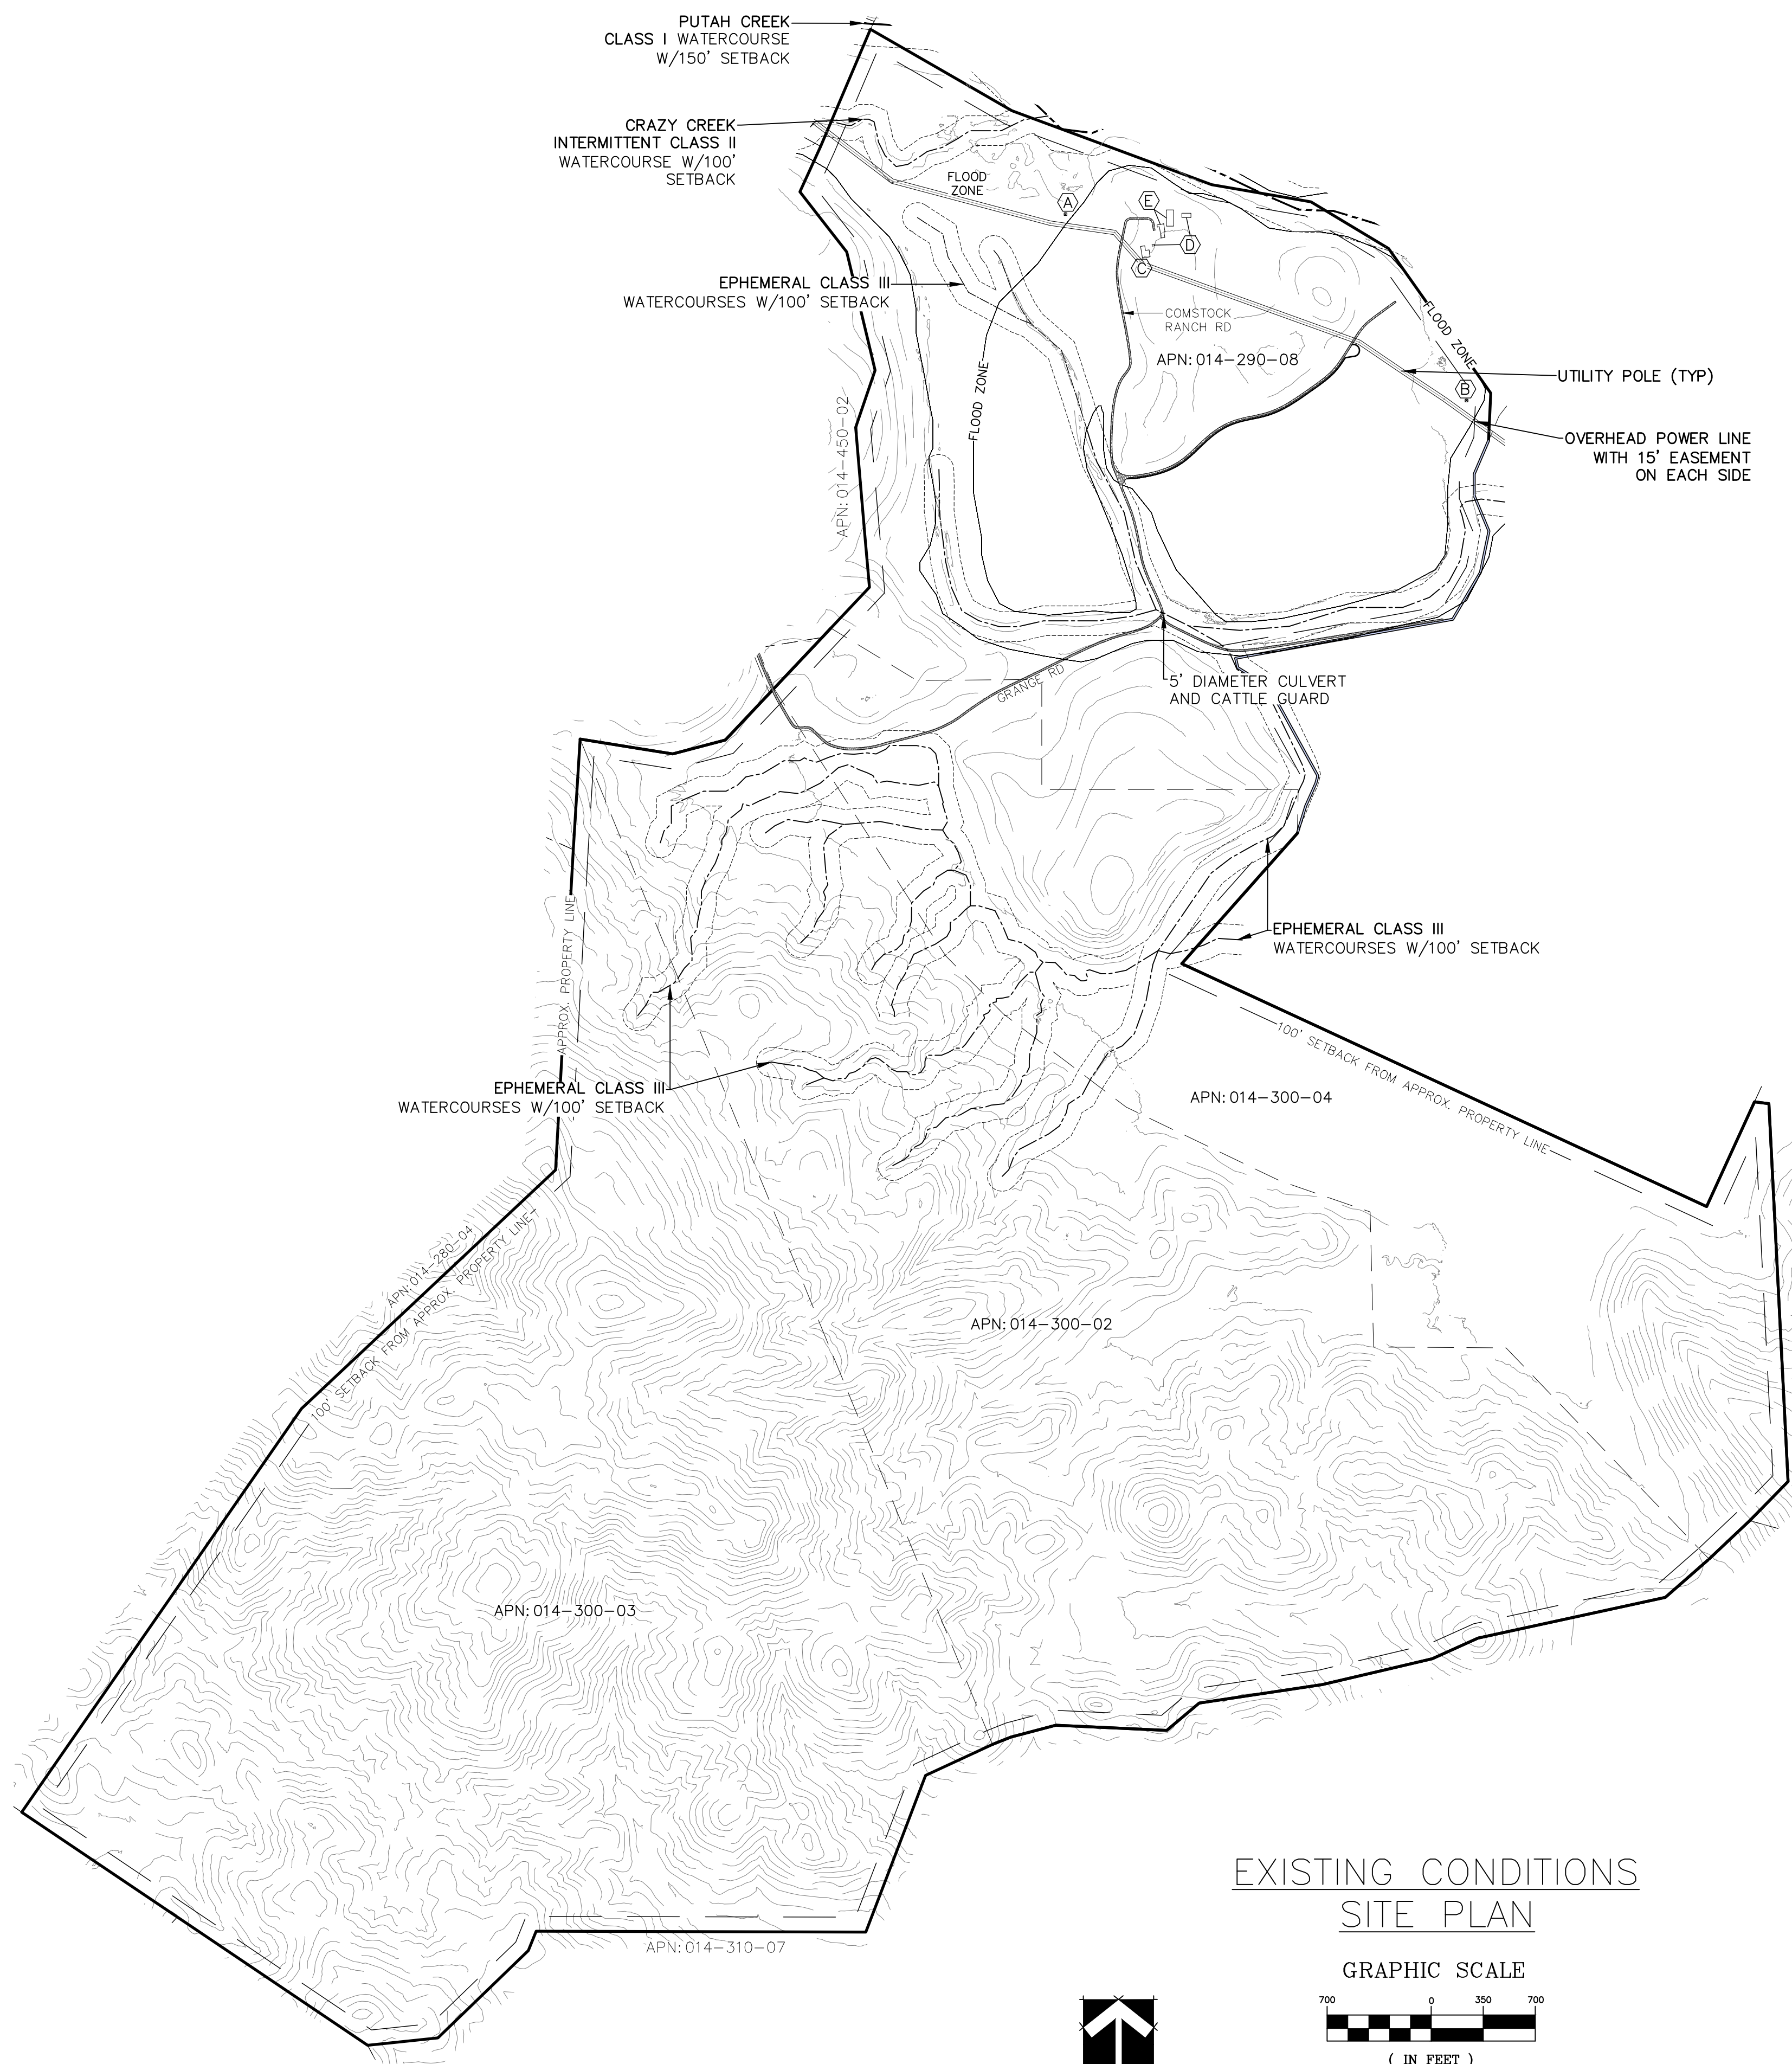 PUTAH CREEK
CLASS I WATERCOURSE
W/150' SETBACK
CRAZY CREEK
INTERMITTENT CLASS II
WATERCOURSE W/100'
SETBACK
FLOOD
ZONE
A
E
D
C
EPHEMERAL CLASS III
WATERCOURSES W/100' SETBACK
COMSTOCK
RANCH RD
FLOOD ZONE
APN: 014-290-08
FLOOD ZONE
B
UTILITY POLE (TYP)
APN: 014-450-02
OVERHEAD POWER LINE
WITH 15' EASEMENT
ON EACH SIDE
GRANGE RD
5' DIAMETER CULVERT
AND CATTLE GUARD
APPROX. PROPERTY LINE
EPHEMERAL CLASS III
WATERCOURSES W/100' SETBACK
100' SETBACK FROM APPROX. PROPERTY LINE
EPHEMERAL CLASS III
WATERCOURSES W/100' SETBACK
APN: 014-300-04
APN: 014-280-04
100' SETBACK FROM APPROX. PROPERTY LINE
APN: 014-300-02
APN: 014-300-03
APN: 014-310-07
EXISTING CONDITIONS
SITE PLAN
GRAPHIC SCALE
700 0 350 700
( IN FEET )